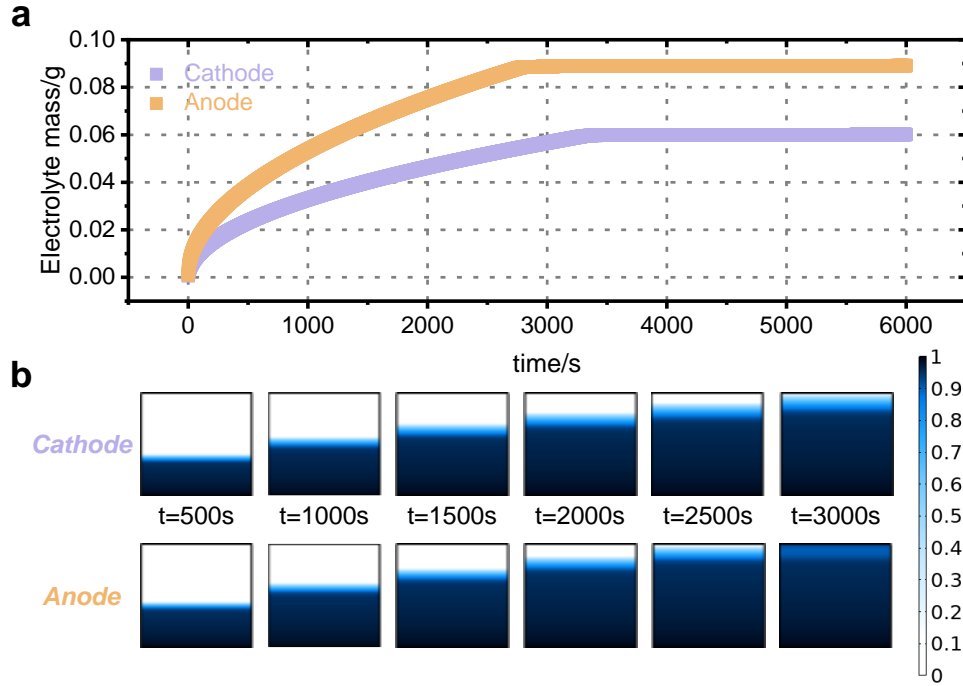 a
Electrolyte mass/g
0.10
0.08
0.06
0.04
0.02
0.00
Cathode
Anode
0 1000 2000 3000 4000 5000 6000
time/s
b
Cathode
t=500s t=1000s t=1500s t=2000s t=2500s t=3000s
Anode
1
0.9
0.8
0.7
0.6
0.5
0.4
0.3
0.2
0.1
0